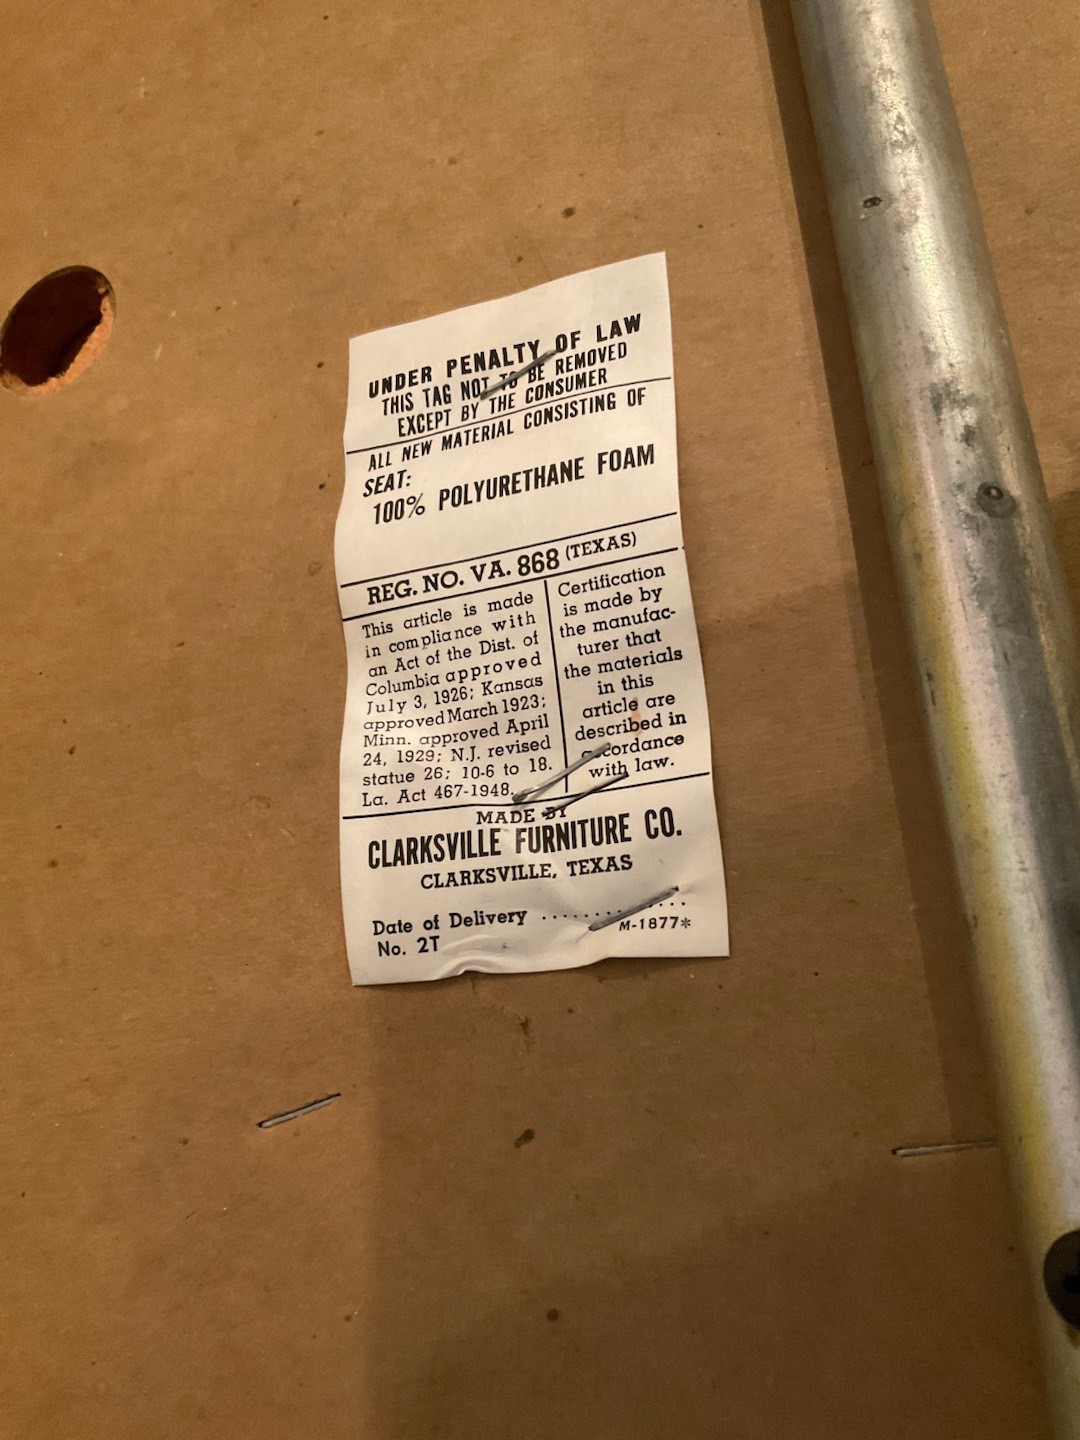 UNDER PENALTY OF LAW
THIS TAG NOT TO BE REMOVED
EXCEPT BY THE CONSUMER
ALL NEW MATERIAL CONSISTING OF
SEAT:
100% POLYURETHANE FOAM
REG. NO. VA. 868 (TEXAS)
This article is made
in compliance with
an Act of the Dist. of
Columbia approved
July 3, 1926; Kansas
approved March 1923;
Minn. approved April
24, 1929; N.J. revised
statue 26; 10-6 to 18.
La. Act 467-1948.
Certification
is made by
the manufac-
turer that
the materials
in this
article are
described in
accordance
with law.
MADE BY
CLARKSVILLE FURNITURE CO.
CLARKSVILLE, TEXAS
Date of Delivery ..................
No. 2T
M-1877*